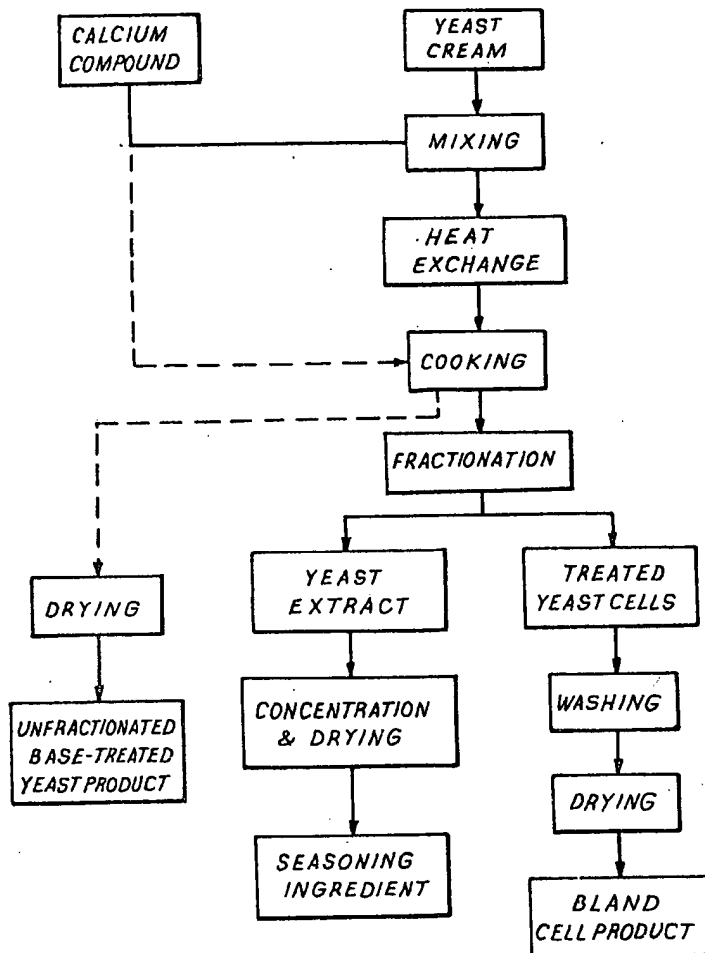 CALCIUM
COMPOUND
YEAST
CREAM
MIXING
HEAT
EXCHANGE
COOKING
FRACTIONATION
DRYING
YEAST
EXTRACT
TREATED
YEAST CELLS
UNFRACTIONATED
BASE-TREATED
YEAST PRODUCT
CONCENTRATION
& DRYING
WASHING
DRYING
SEASONING
INGREDIENT
BLAND
CELL PRODUCT